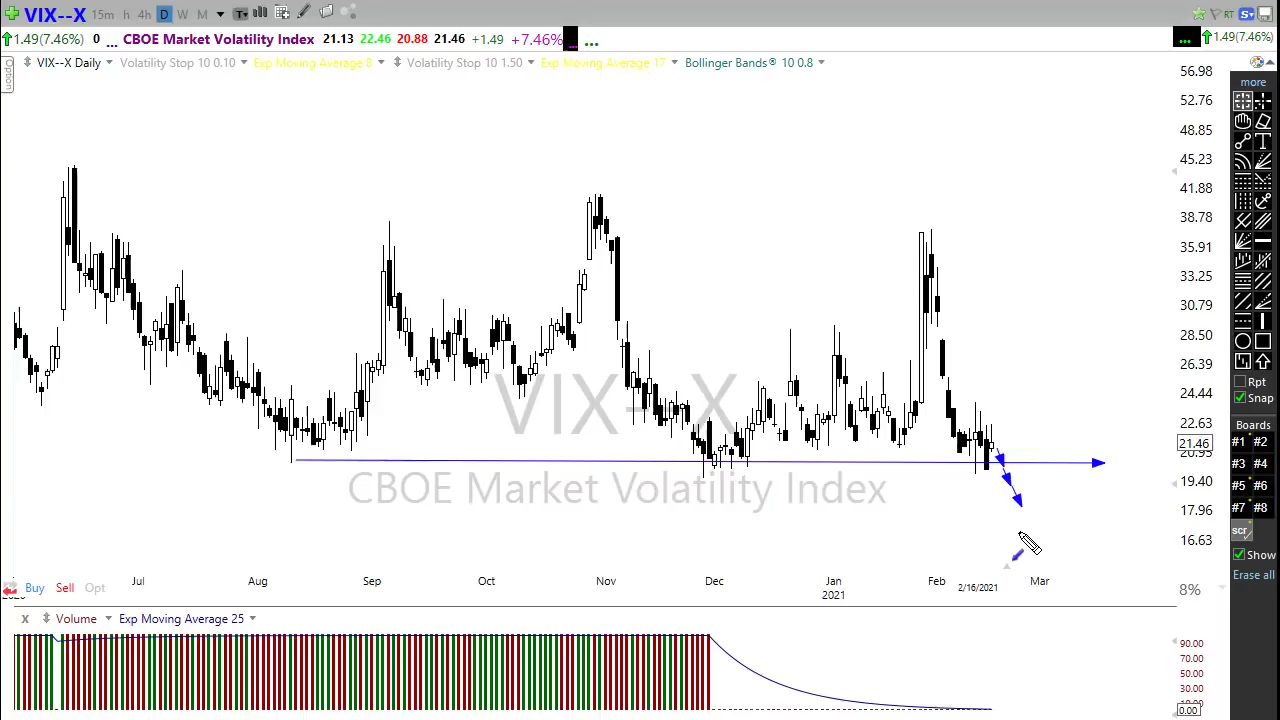 VIX--X 15m h 4h D W M T
RT S
1.49(7.46%) 0 ... CBOE Market Volatility Index 21.13 22.46 20.88 21.46 +1.49 +7.46% ... ... ... 1.49(7.46%)
Option
VIX--X Daily Volatility Stop 10 0.10 Exp Moving Average 8 Volatility Stop 10 1.50 Exp Moving Average 17 Bollinger Bands® 10 0.8
more
56.98
52.76
48.85
45.23
41.88
38.78
35.91
33.25
30.79
28.50
26.39
24.44
22.63
21.46
20.95
19.40
17.96
16.63
VIX--X
CBOE Market Volatility Index
T
Rpt
Snap
Boards
#1 #2
#3 #4
#5 #6
#7 #8
scr
Show
Erase all
Jul Aug Sep Oct Nov Dec Jan Feb Mar
2021 2/16/2021
Buy Sell Opt
8%
x Volume Exp Moving Average 25
90.00
70.00
50.00
30.00
0.00